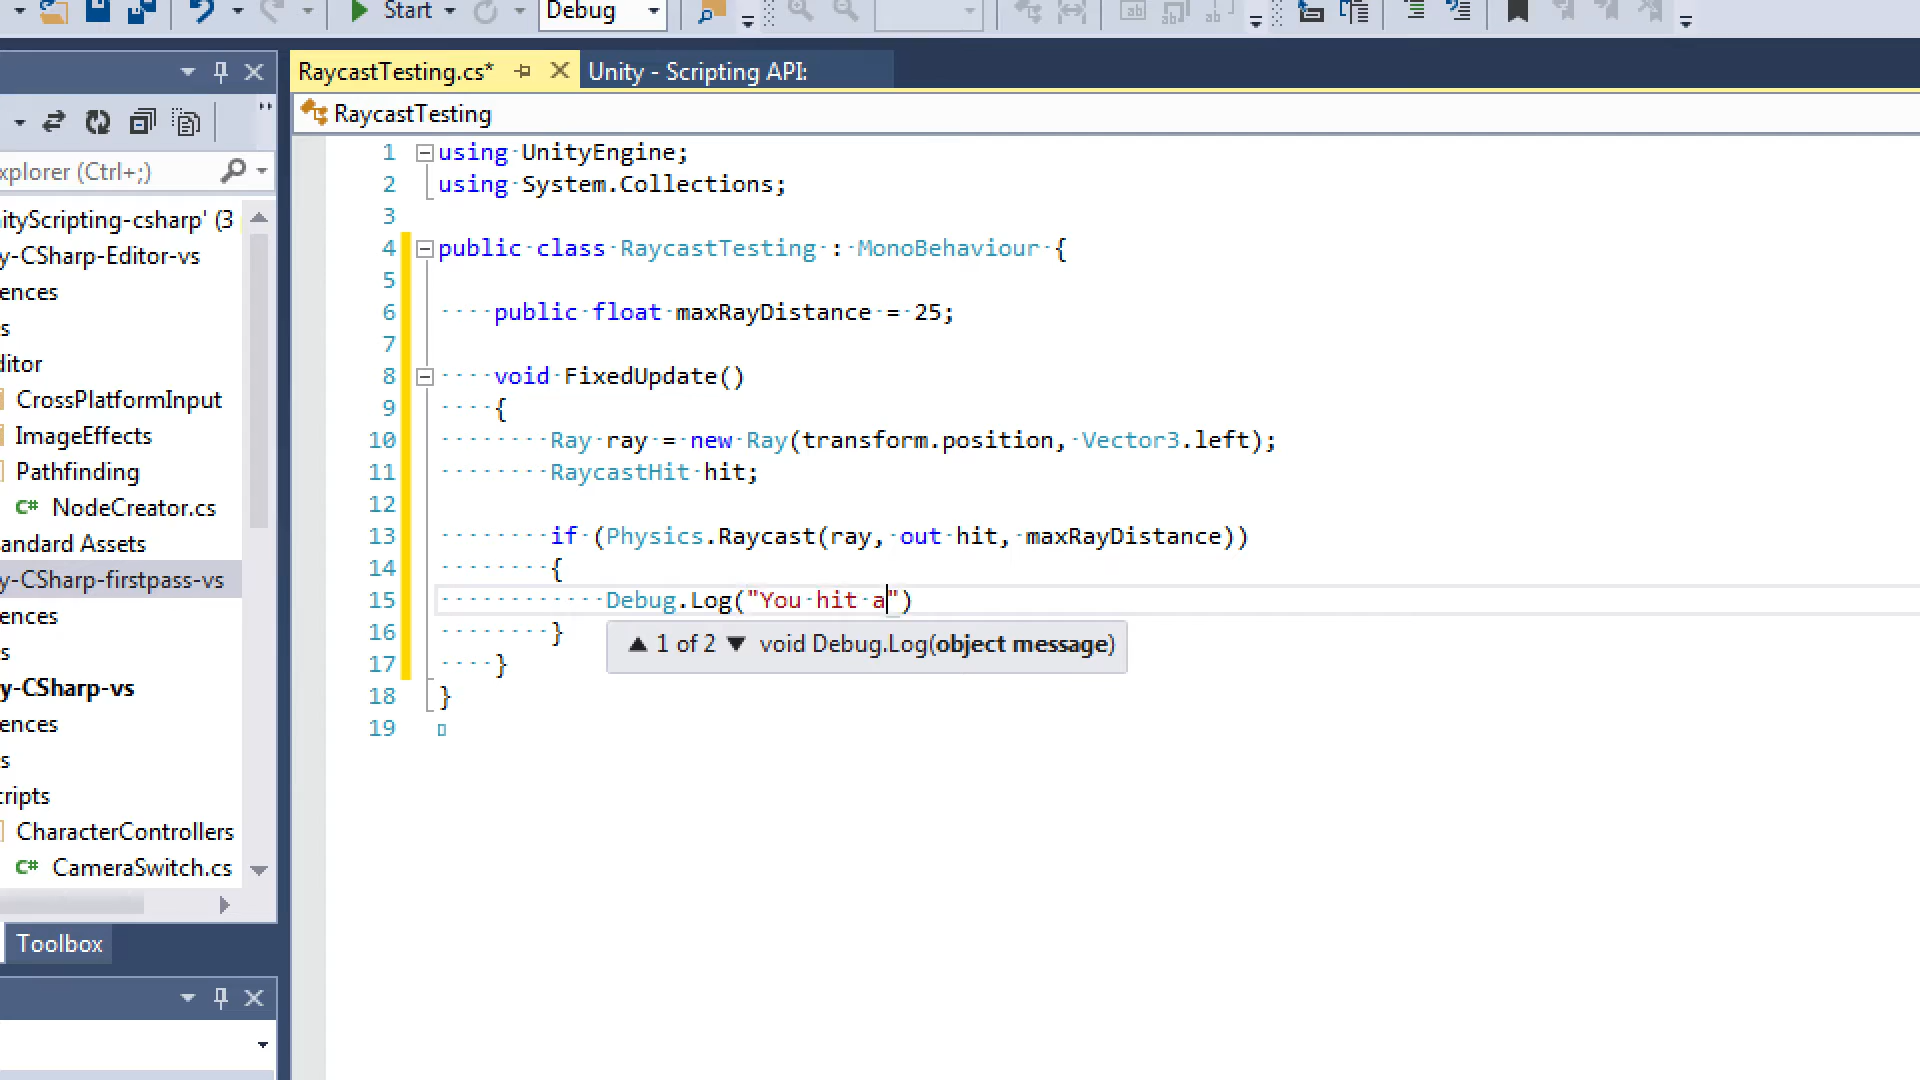 Start Debug
RaycastTesting.cs* Unity - Scripting API:
RaycastTesting
xplorer (Ctrl+;)
ityScripting-csharp' (3
y-CSharp-Editor-vs
ences
s
ditor
CrossPlatformInput
ImageEffects
Pathfinding
C# NodeCreator.cs
andard Assets
y-CSharp-firstpass-vs
ences
s
y-CSharp-vs
ences
s
cripts
CharacterControllers
C# CameraSwitch.cs
Toolbox
1 using UnityEngine;
2 using System.Collections;
3
4 public class RaycastTesting : MonoBehaviour {
5
6 public float maxRayDistance = 25;
7
8 void FixedUpdate()
9 {
10 Ray ray = new Ray(transform.position, Vector3.left);
11 RaycastHit hit;
12
13 if (Physics.Raycast(ray, out hit, maxRayDistance))
14 {
15 Debug.Log("You hit a")
16 }
▲ 1 of 2 ▼ void Debug.Log(object message)
17 }
18 }
19